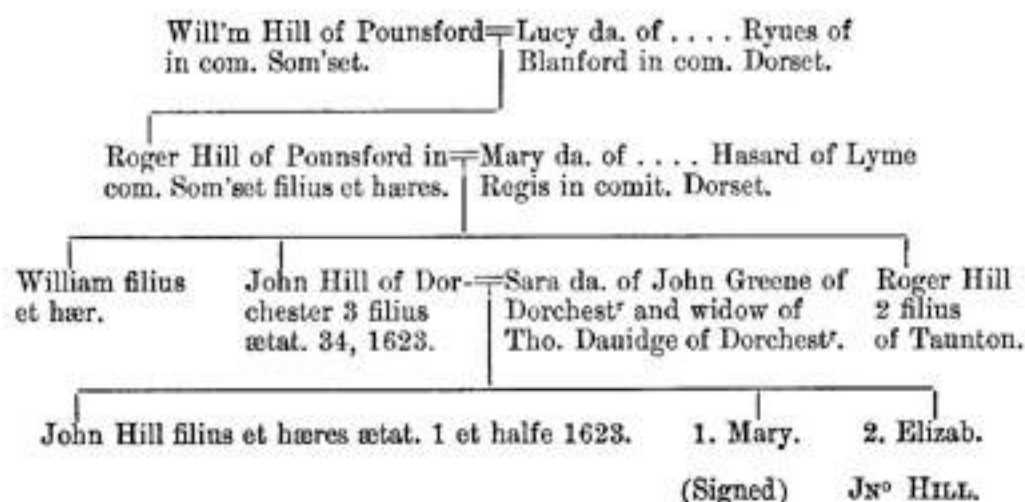 Will'm Hill of Pounsford=Lucy da. of .... Ryues of
in com. Som'set. Blanford in com. Dorset.
Roger Hill of Pounsford in=Mary da. of .... Hasard of Lyme
com. Som'set filius et hæres. Regis in comit. Dorset.
William filius
et hær.
John Hill of Dor-=Sara da. of John Greene of
chester 3 filius Dorchestʳ and widow of
ætat. 34, 1623. Tho. Dauidge of Dorchestʳ.
Roger Hill
2 filius
of Taunton.
John Hill filius et hæres ætat. 1 et halfe 1623. 1. Mary. 2. Elizab.
(Signed) Jnº Hill.